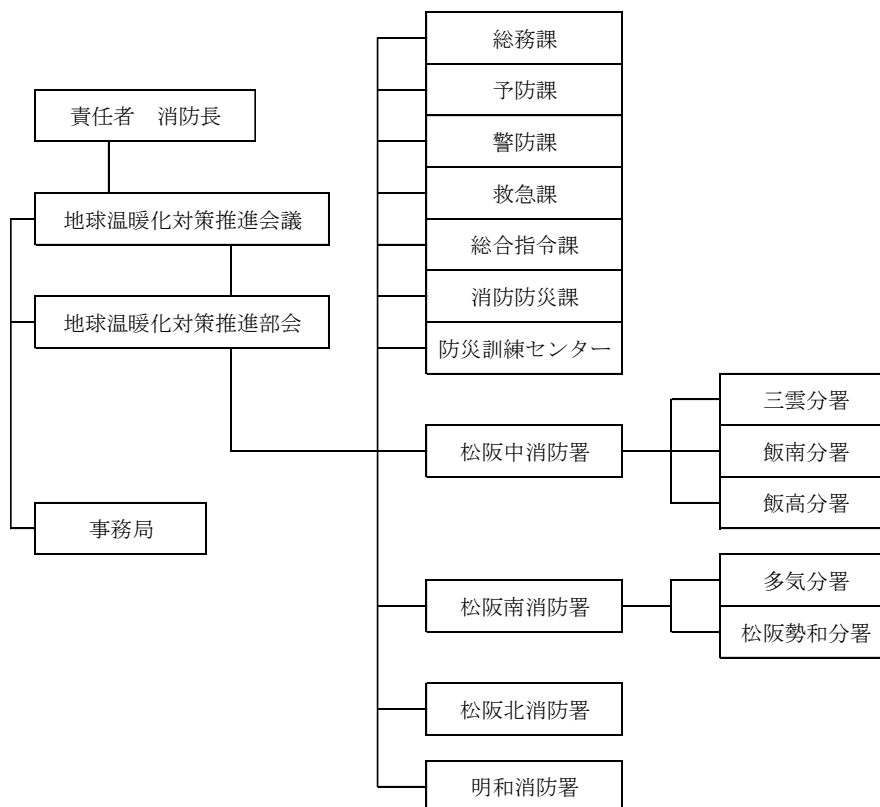 責任者　消防長
地球温暖化対策推進会議
地球温暖化対策推進部会
事務局
総務課
予防課
警防課
救急課
総合指令課
消防防災課
防災訓練センター
松阪中消防署
松阪南消防署
松阪北消防署
明和消防署
三雲分署
飯南分署
飯高分署
多気分署
松阪勢和分署